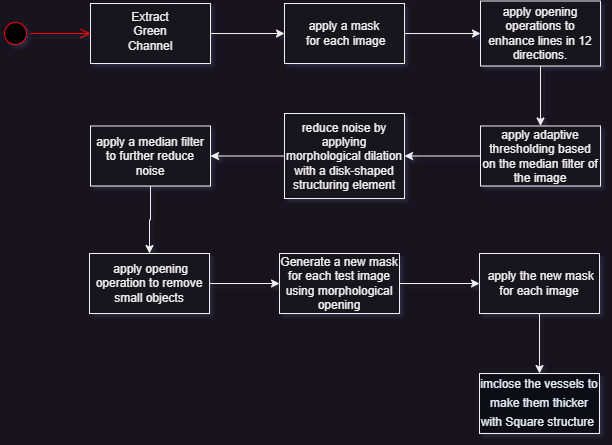 Extract
Green
Channel
apply a mask
for each image
apply opening
operations to
enhance lines in 12
directions.
apply adaptive
thresholding based
on the median filter of
the image
reduce noise by
applying
morphological dilation
with a disk-shaped
structuring element
apply a median filter
to further reduce
noise
apply opening
operation to remove
small objects
Generate a new mask
for each test image
using morphological
opening
apply the new mask
for each image
imclose the vessels to
make them thicker
with Square structure